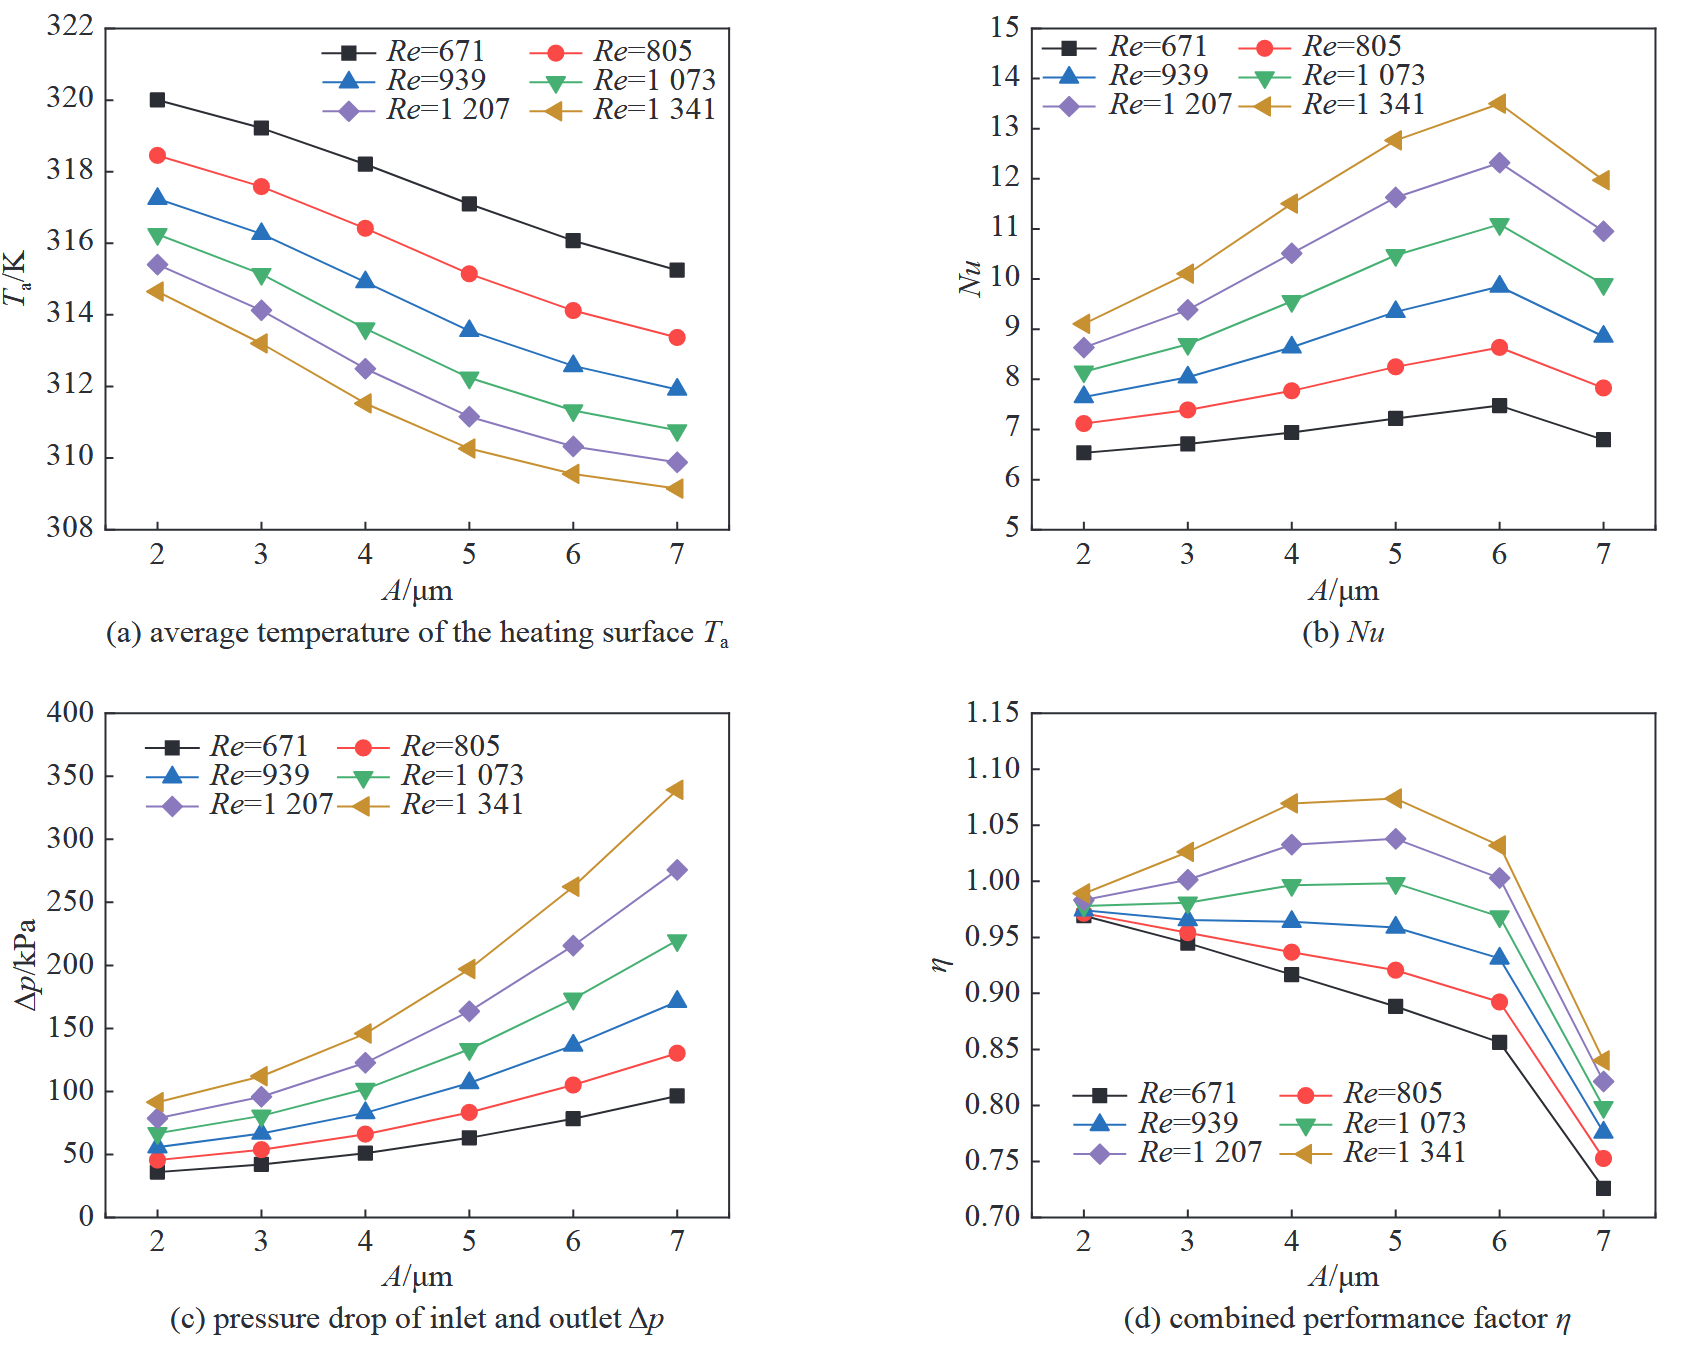 322
320
318
316
314
312
310
308
Tₐ/K
Re=671 Re=805
Re=939 Re=1 073
Re=1 207 Re=1 341
2 3 4 5 6 7
A/μm
(a) average temperature of the heating surface Tₐ
15
14
13
12
11
10
9
8
7
6
5
Nu
Re=671 Re=805
Re=939 Re=1 073
Re=1 207 Re=1 341
2 3 4 5 6 7
A/μm
(b) Nu
400
350
300
250
200
150
100
50
0
Δp/kPa
Re=671 Re=805
Re=939 Re=1 073
Re=1 207 Re=1 341
2 3 4 5 6 7
A/μm
(c) pressure drop of inlet and outlet Δp
1.15
1.10
1.05
1.00
0.95
0.90
0.85
0.80
0.75
0.70
η
Re=671 Re=805
Re=939 Re=1 073
Re=1 207 Re=1 341
2 3 4 5 6 7
A/μm
(d) combined performance factor η